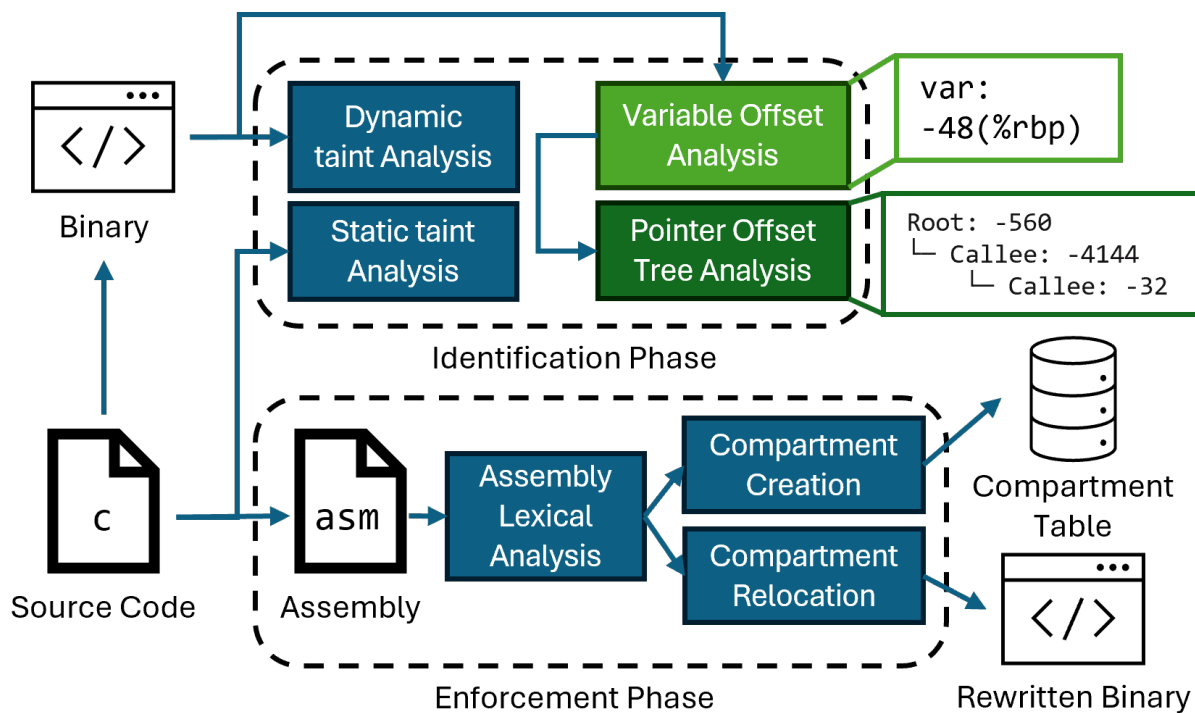 Dynamic
taint Analysis
Variable Offset
Analysis
var:
-48(%rbp)
</>
Binary
Static taint
Analysis
Pointer Offset
Tree Analysis
Root: -560
└─ Callee: -4144
└─ Callee: -32
Identification Phase
c
Source Code
asm
Assembly
Assembly
Lexical
Analysis
Compartment
Creation
Compartment
Relocation
Compartment
Table
</>
Rewritten Binary
Enforcement Phase